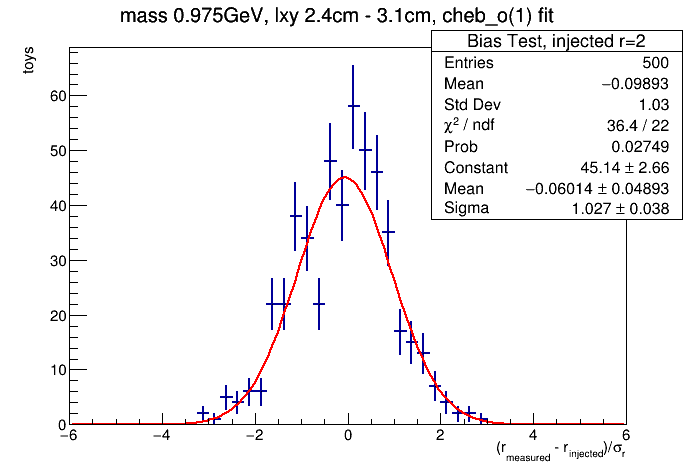 mass 0.975GeV, lxy 2.4cm - 3.1cm, cheb_o(1) fit
Bias Test, injected r=2
Entries 500
Mean −0.09893
Std Dev 1.03
χ² / ndf 36.4 / 22
Prob 0.02749
Constant 45.14 ± 2.66
Mean −0.06014 ± 0.04893
Sigma 1.027 ± 0.038
toys
60
50
40
30
20
10
0
−6 −4 −2 0 2 4 6
(r_measured - r_injected)/σ_r